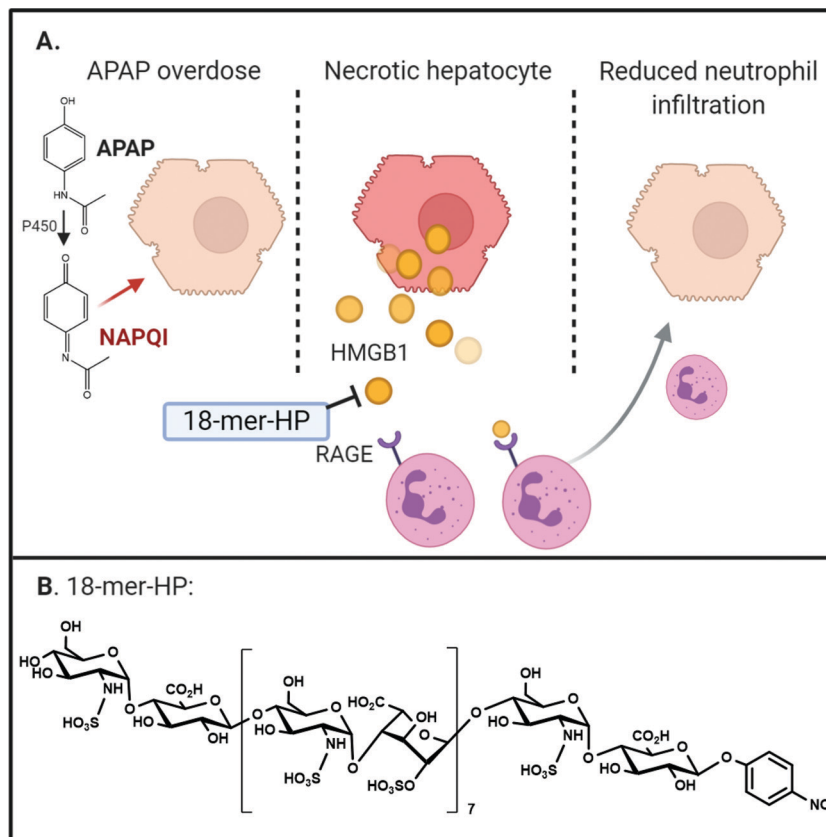 A.
APAP overdose
Necrotic hepatocyte
Reduced neutrophil
infiltration
OH
APAP
HN
O
P450
O
NAPQI
N
O
HMGB1
18-mer-HP
RAGE
B. 18-mer-HP:
OH
HO
HO
O
NH
HO3S
O
CO2H
O
HO
OH
O
OH
O
HO
NH
HO3S
O
HO2C
OH
O
HO3SO
7
O
OH
O
HO
NH
HO3S
O
CO2H
O
HO
OH
O